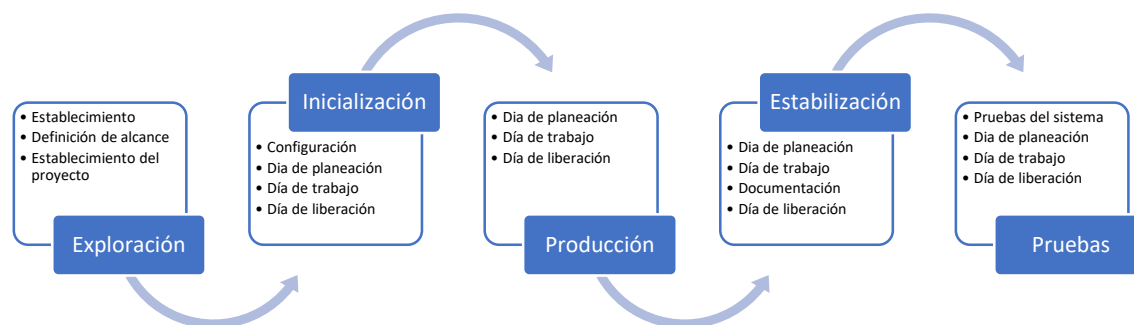 • Establecimiento
• Definición de alcance
• Establecimiento del
proyecto
Exploración
Inicialización
• Configuración
• Dia de planeación
• Día de trabajo
• Día de liberación
• Dia de planeación
• Día de trabajo
• Día de liberación
Producción
Estabilización
• Dia de planeación
• Día de trabajo
• Documentación
• Día de liberación
• Pruebas del sistema
• Dia de planeación
• Día de trabajo
• Día de liberación
Pruebas